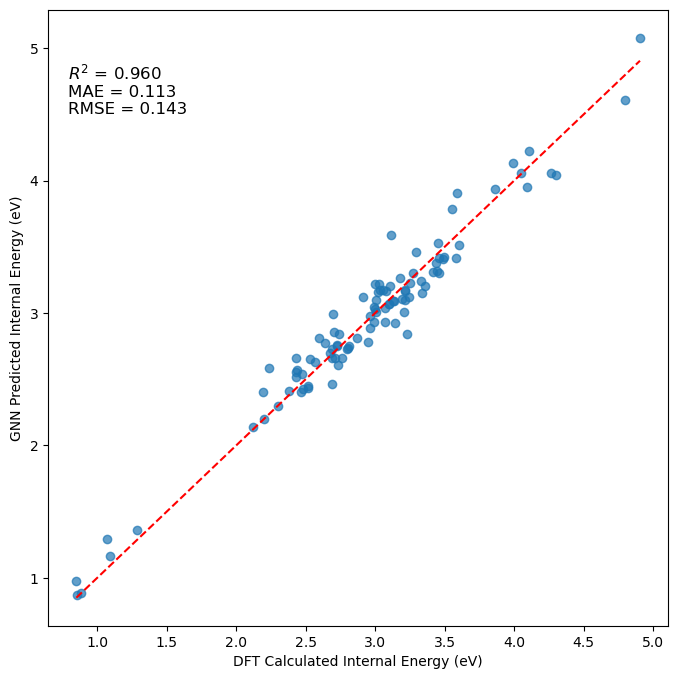 R² = 0.960
MAE = 0.113
RMSE = 0.143
5
4
3
2
1
GNN Predicted Internal Energy (eV)
1.0 1.5 2.0 2.5 3.0 3.5 4.0 4.5 5.0
DFT Calculated Internal Energy (eV)